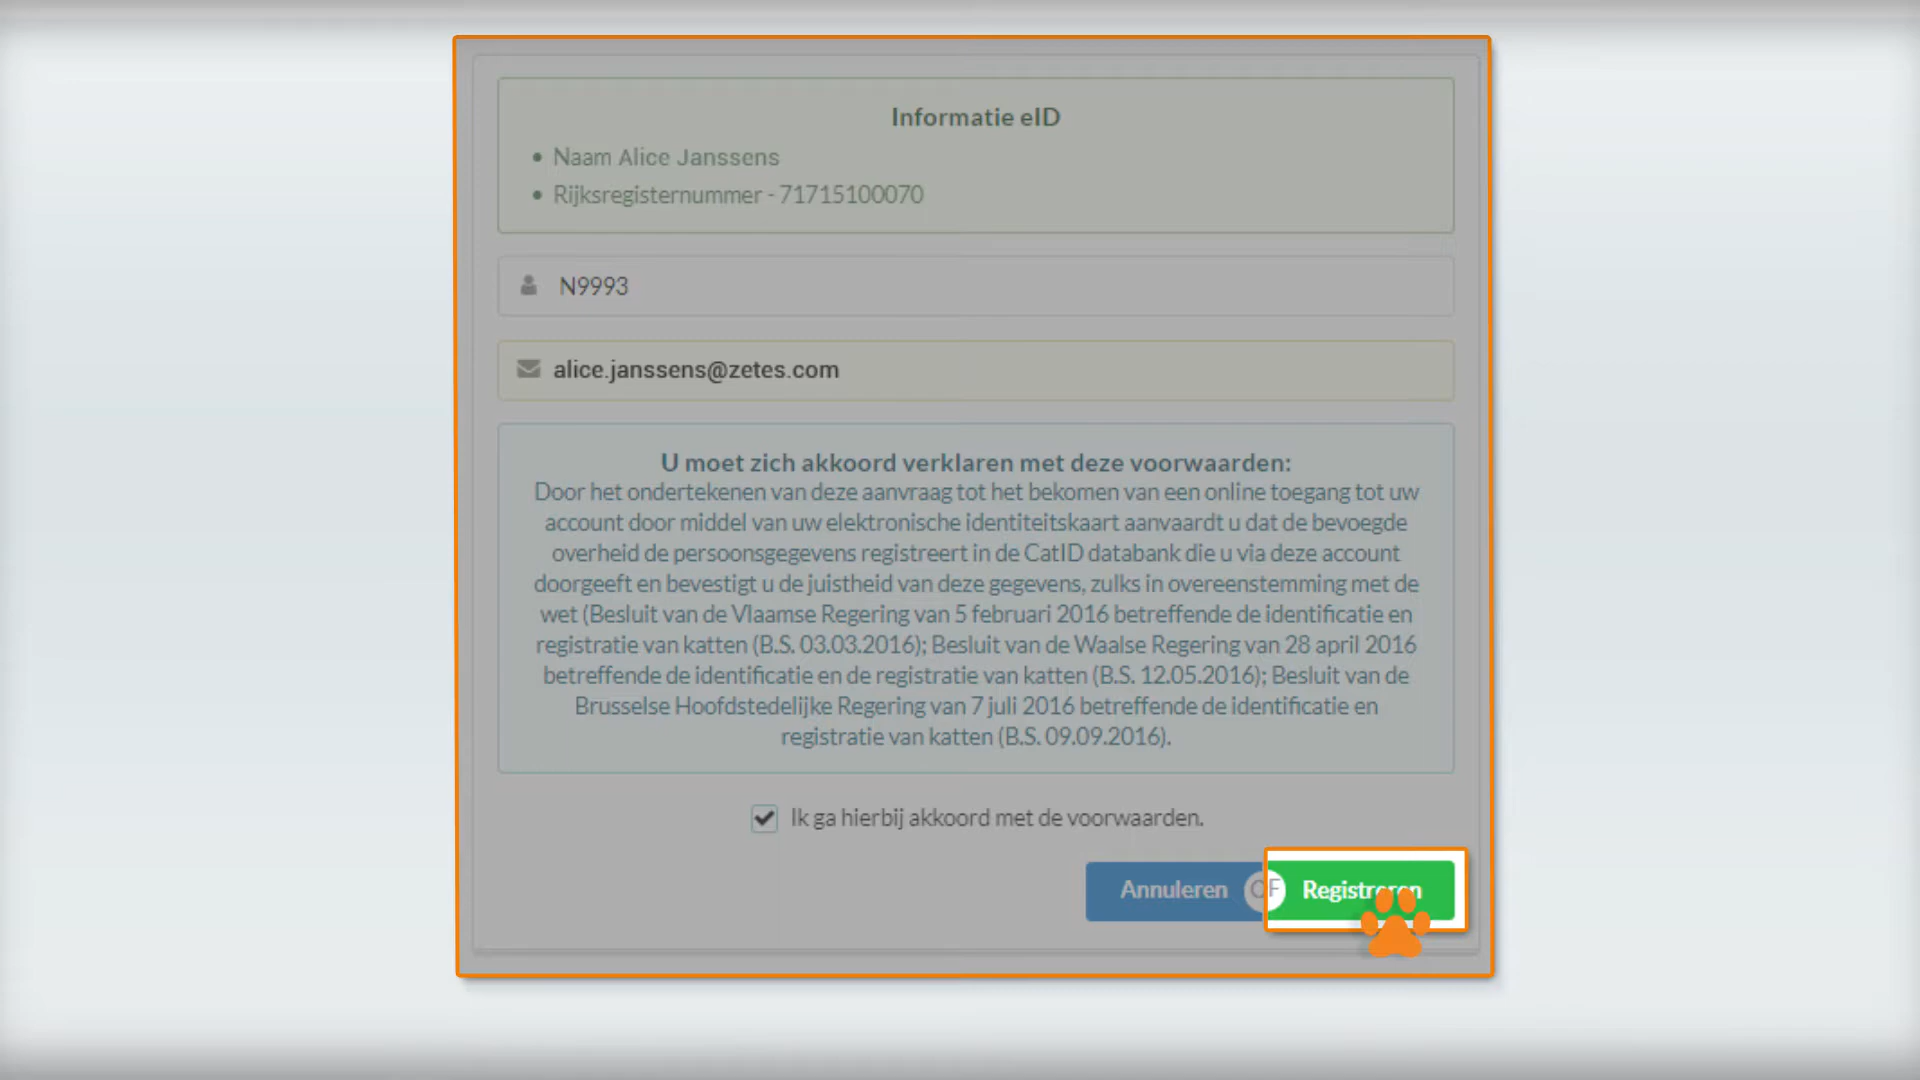 Informatie eID
• Naam Alice Janssens
• Rijksregisternummer - 71715100070
N9993
alice.janssens@zetes.com
U moet zich akkoord verklaren met deze voorwaarden:
Door het ondertekenen van deze aanvraag tot het bekomen van een online toegang tot uw
account door middel van uw elektronische identiteitskaart aanvaardt u dat de bevoegde
overheid de persoonsgegevens registreert in de CatID databank die u via deze account
doorgeeft en bevestigt u de juistheid van deze gegevens, zulks in overeenstemming met de
wet (Besluit van de Vlaamse Regering van 5 februari 2016 betreffende de identificatie en
registratie van katten (B.S. 03.03.2016); Besluit van de Waalse Regering van 28 april 2016
betreffende de identificatie en de registratie van katten (B.S. 12.05.2016); Besluit van de
Brusselse Hoofdstedelijke Regering van 7 juli 2016 betreffende de identificatie en
registratie van katten (B.S. 09.09.2016).
Ik ga hierbij akkoord met de voorwaarden.
Annuleren OF Registreren